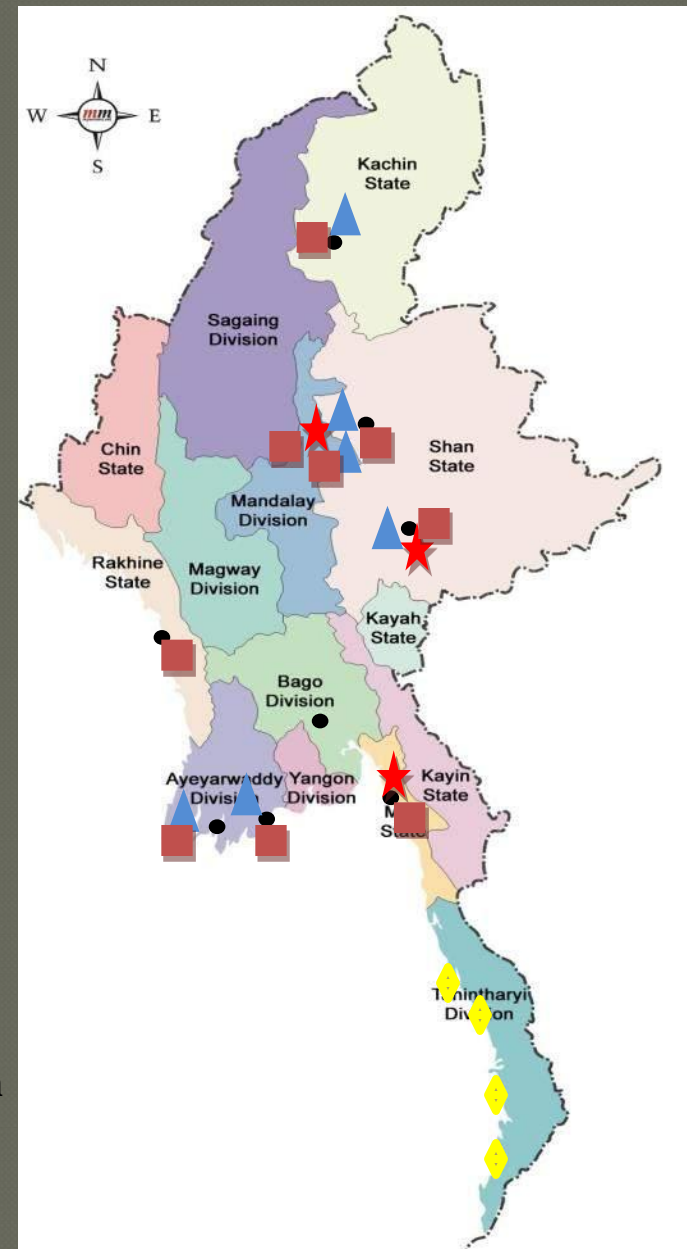 N
W mm E
S
Kachin
State
Sagaing
Division
Chin
State
Shan
State
Mandalay
Division
Rakhine
State
Magway
Division
Kayah
State
Bago
Division
Ayeyarwaddy
Division
Yangon
Division
Kayin
State
State
Tanintharyi
Division